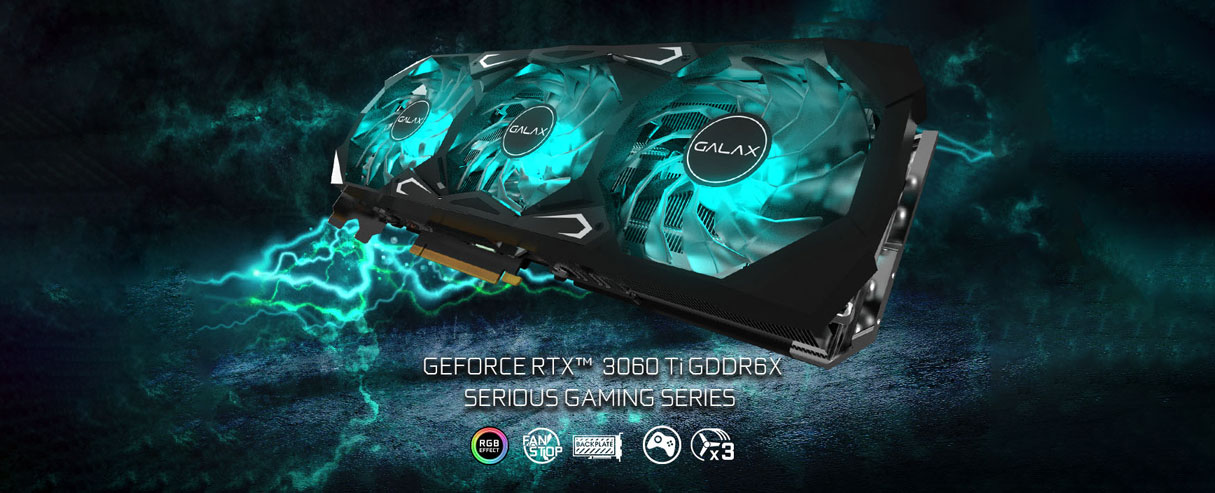 GALAX
GALAX
GALAX
GEFORCE RTX™ 3060 Ti GDDR6X
SERIOUS GAMING SERIES
RGB
EFFECT
FAN
STOP
BACKPLATE
x3